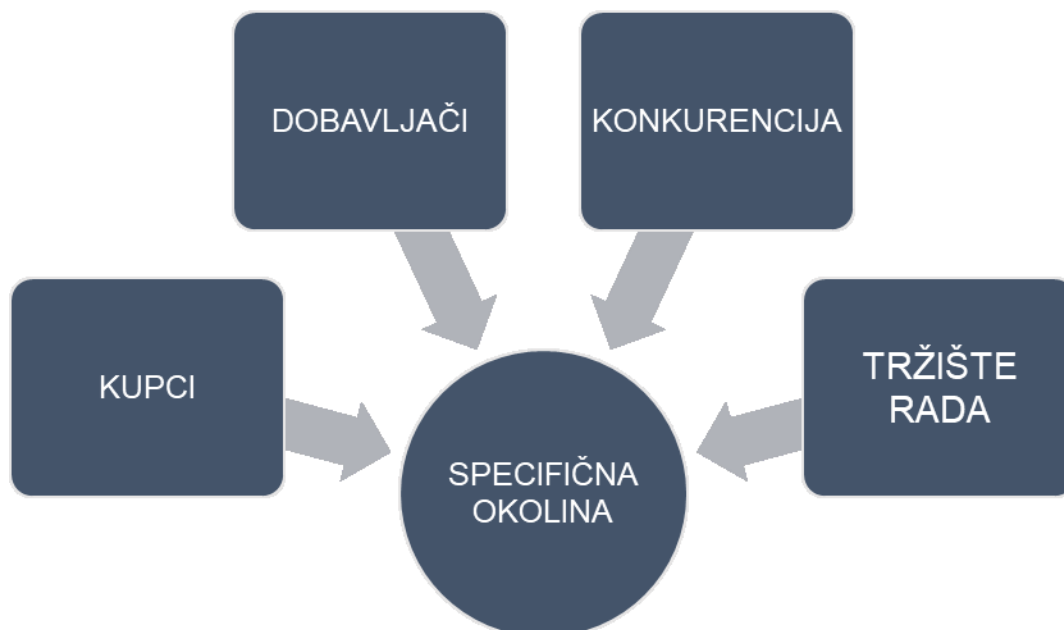 DOBAVLJAČI
KONKURENCIJA
KUPCI
TRŽIŠTE
RADA
SPECIFIČNA
OKOLINA